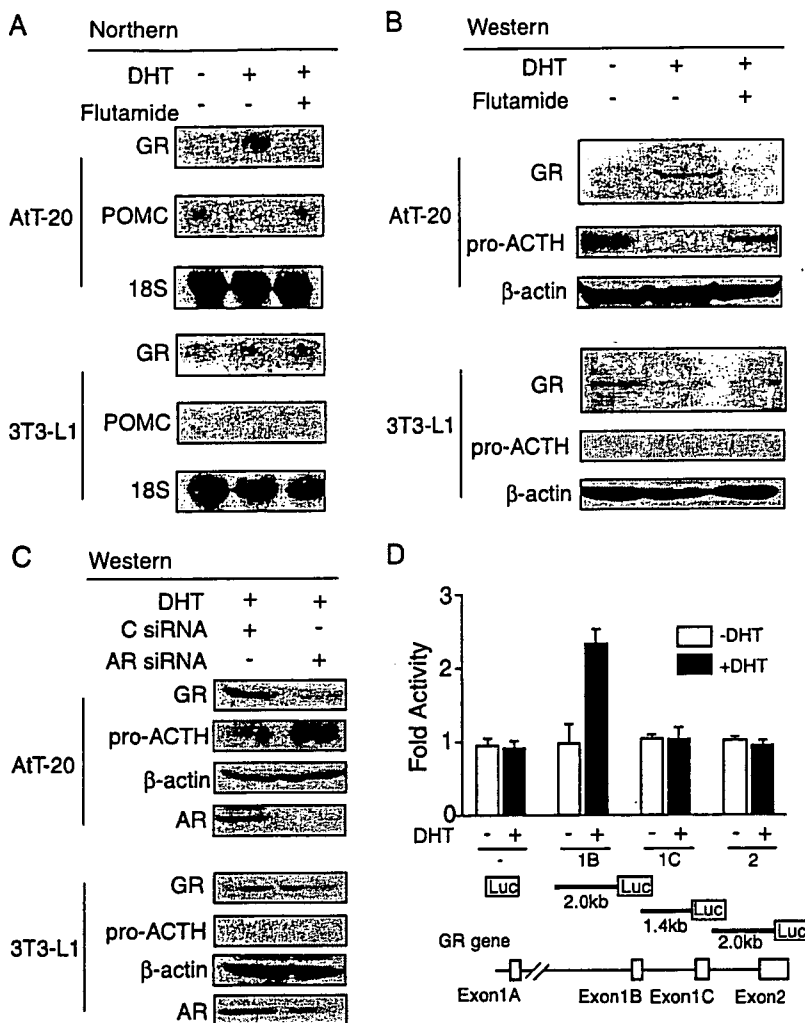 A
Northern
DHT - + +
Flutamide - - +
AtT-20
GR
POMC
18S
3T3-L1
GR
POMC
18S
B
Western
DHT - + +
Flutamide - - +
AtT-20
GR
pro-ACTH
β-actin
3T3-L1
GR
pro-ACTH
β-actin
C
Western
DHT + +
C siRNA + -
AR siRNA - +
AtT-20
GR
pro-ACTH
β-actin
AR
3T3-L1
GR
pro-ACTH
β-actin
AR
D
Fold Activity
3
2
1
0
-DHT
+DHT
DHT - + - + - + - +
- 1B 1C 2
Luc
Luc
2.0kb
Luc
1.4kb
Luc
2.0kb
GR gene
Exon1A Exon1B Exon1C Exon2